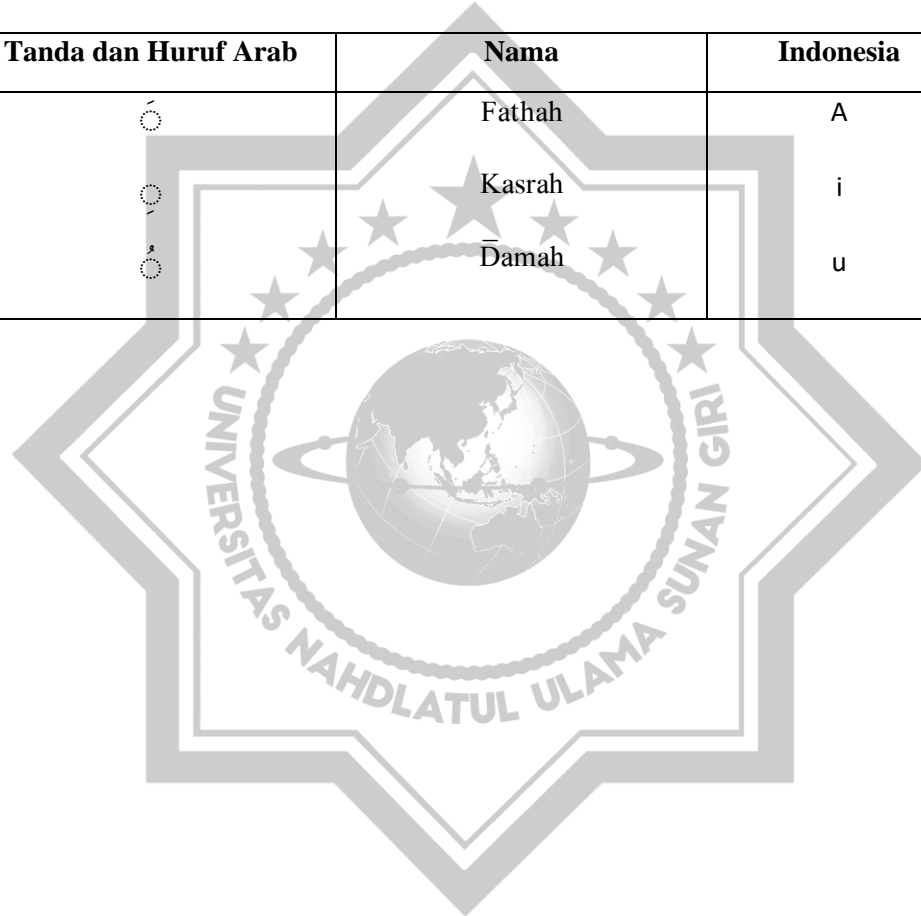 Tanda dan Huruf Arab Nama Indonesia
◌َ Fathah A
◌ِ Kasrah i
◌ُ D̅amah u
UNIVERSITAS NAHDLATUL ULAMA SUNAN GIRI